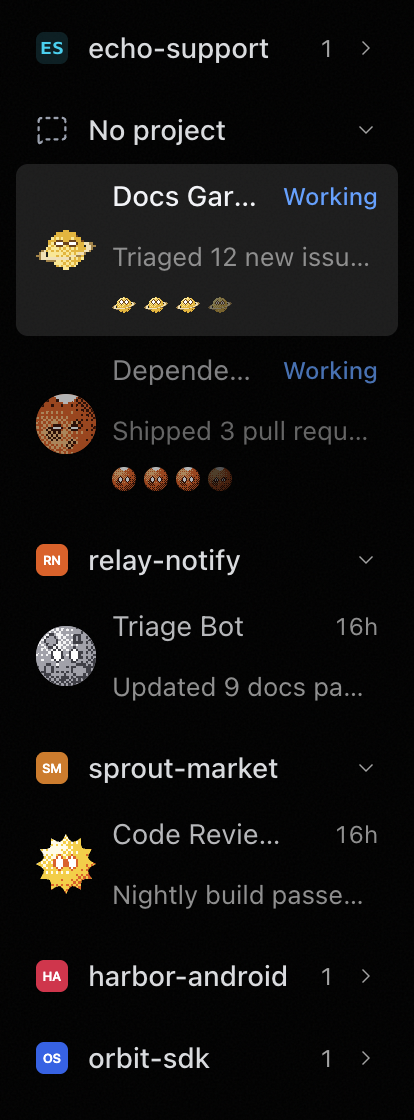 ES echo-support 1
No project
Docs Gar... Working
Triaged 12 new issu...
Depende... Working
Shipped 3 pull requ...
RN relay-notify
Triage Bot 16h
Updated 9 docs pa...
SM sprout-market
Code Revie... 16h
Nightly build passe...
HA harbor-android 1
OS orbit-sdk 1